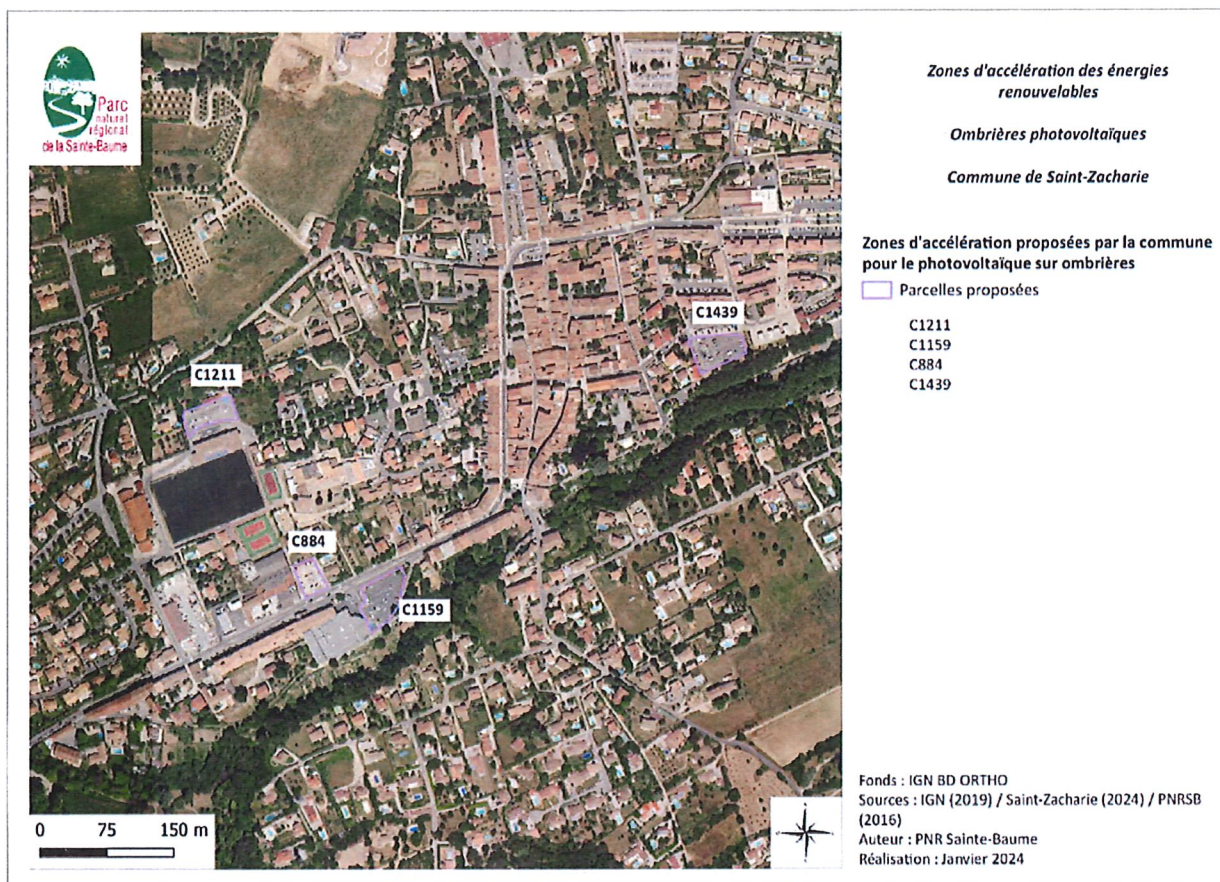 Parc
naturel
régional
de la Sainte-Baume
Zones d'accélération des énergies
renouvelables
Ombrières photovoltaïques
Commune de Saint-Zacharie
Zones d'accélération proposées par la commune
pour le photovoltaïque sur ombrières
Parcelles proposées
C1211
C1159
C884
C1439
C1439
C1211
C884
C1159
0 75 150 m
Fonds : IGN BD ORTHO
Sources : IGN (2019) / Saint-Zacharie (2024) / PNRSB
(2016)
Auteur : PNR Sainte-Baume
Réalisation : Janvier 2024